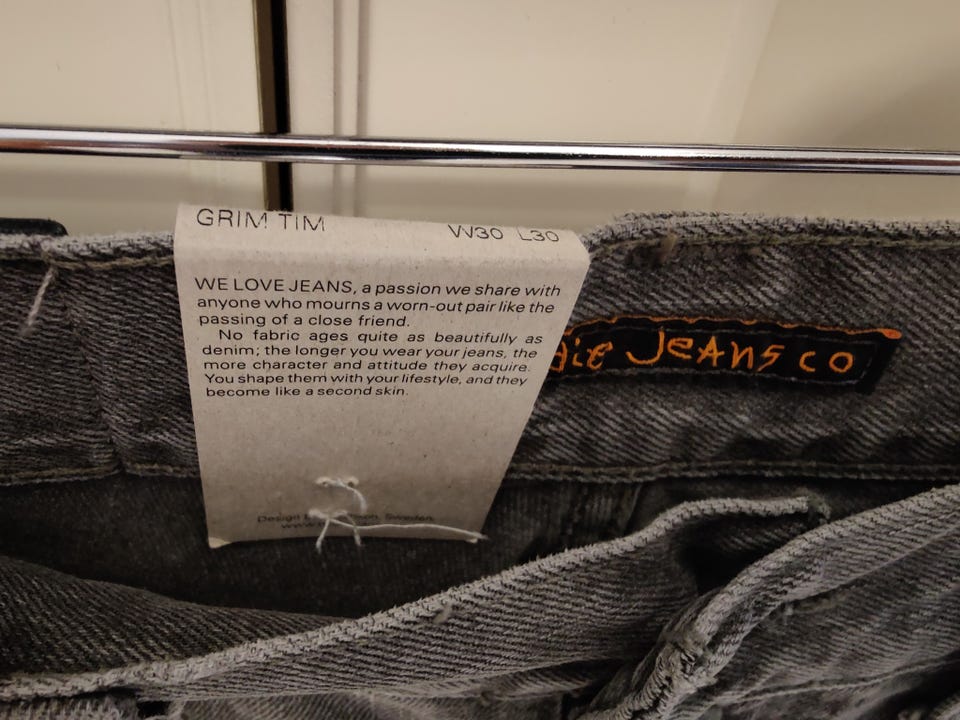 GRIM TIM
W30 L30
WE LOVE JEANS, a passion we share with
anyone who mourns a worn-out pair like the
passing of a close friend.
No fabric ages quite as beautifully as
denim; the longer you wear your jeans, the
more character and attitude they acquire.
You shape them with your lifestyle, and they
become like a second skin.
JeANS CO
Design Sweden.